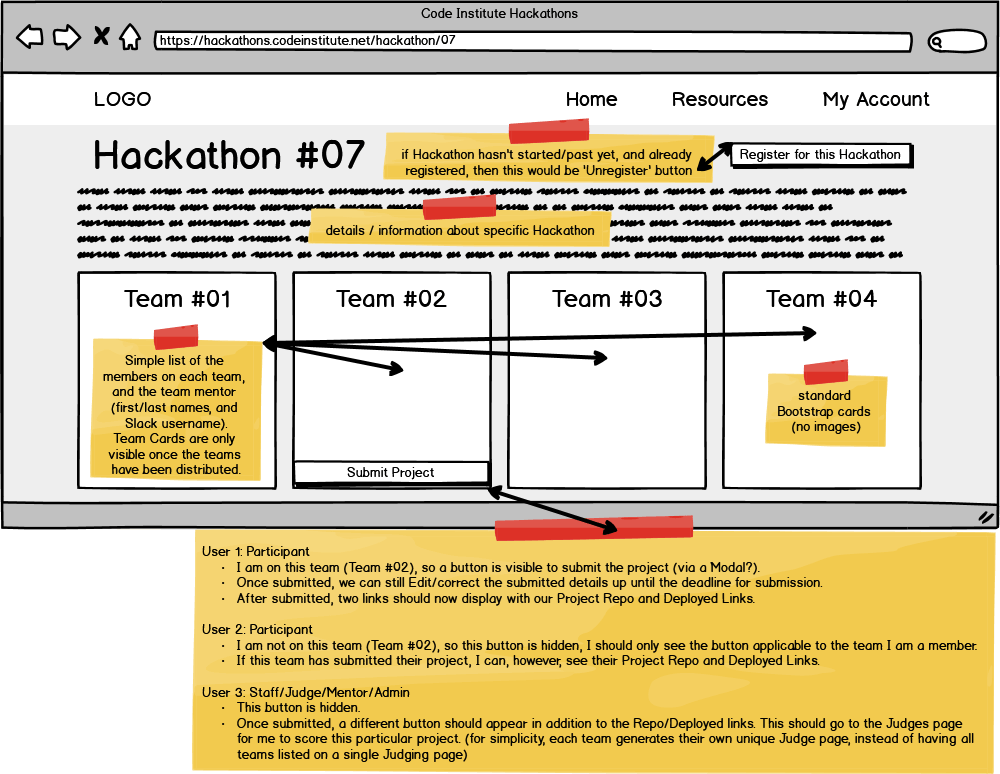 Code Institute Hackathons
https://hackathons.codeinstitute.net/hackathon/07
LOGO
Home
Resources
My Account
Hackathon #07
if Hackathon hasn't started/past yet, and already
registered, then this would be 'Unregister' button
Register for this Hackathon
details / information about specific Hackathon
Team #01
Team #02
Team #03
Team #04
Simple list of the
members on each team,
and the team mentor
(first/last names, and
Slack username).
Team Cards are only
visible once the teams
have been distributed.
standard
Bootstrap cards
(no images)
Submit Project
User 1: Participant
· I am on this team (Team #02), so a button is visible to submit the project (via a Modal?).
· Once submitted, we can still Edit/correct the submitted details up until the deadline for submission.
· After submitted, two links should now display with our Project Repo and Deployed Links.
User 2: Participant
· I am not on this team (Team #02), so this button is hidden, I should only see the button applicable to the team I am a member.
· If this team has submitted their project, I can, however, see their Project Repo and Deployed Links.
User 3: Staff/Judge/Mentor/Admin
· This button is hidden.
· Once submitted, a different button should appear in addition to the Repo/Deployed links. This should go to the Judges page
for me to score this particular project. (for simplicity, each team generates their own unique Judge page, instead of having all
teams listed on a single Judging page)